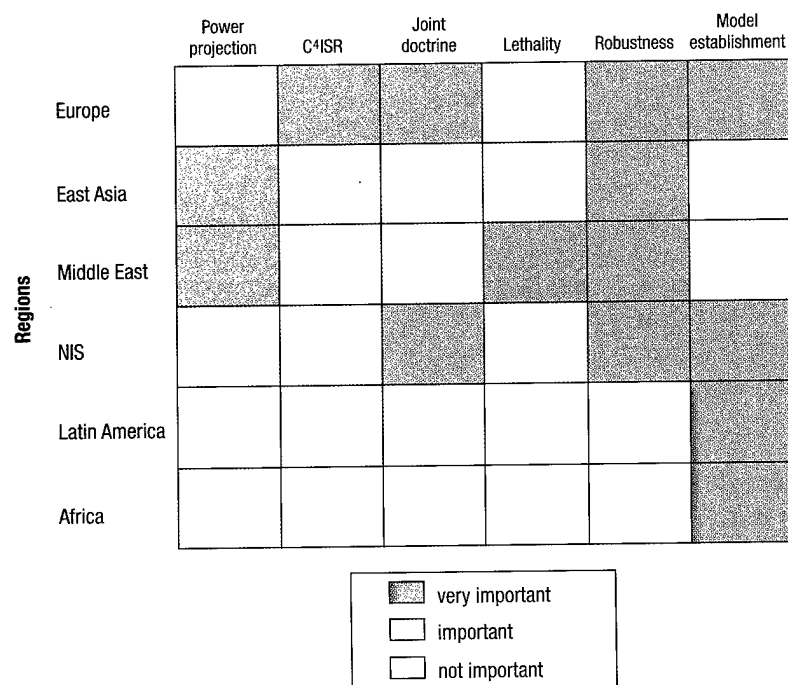 Power projection
C⁴ISR
Joint doctrine
Lethality
Robustness
Model establishment
Regions
Europe
East Asia
Middle East
NIS
Latin America
Africa
very important
important
not important